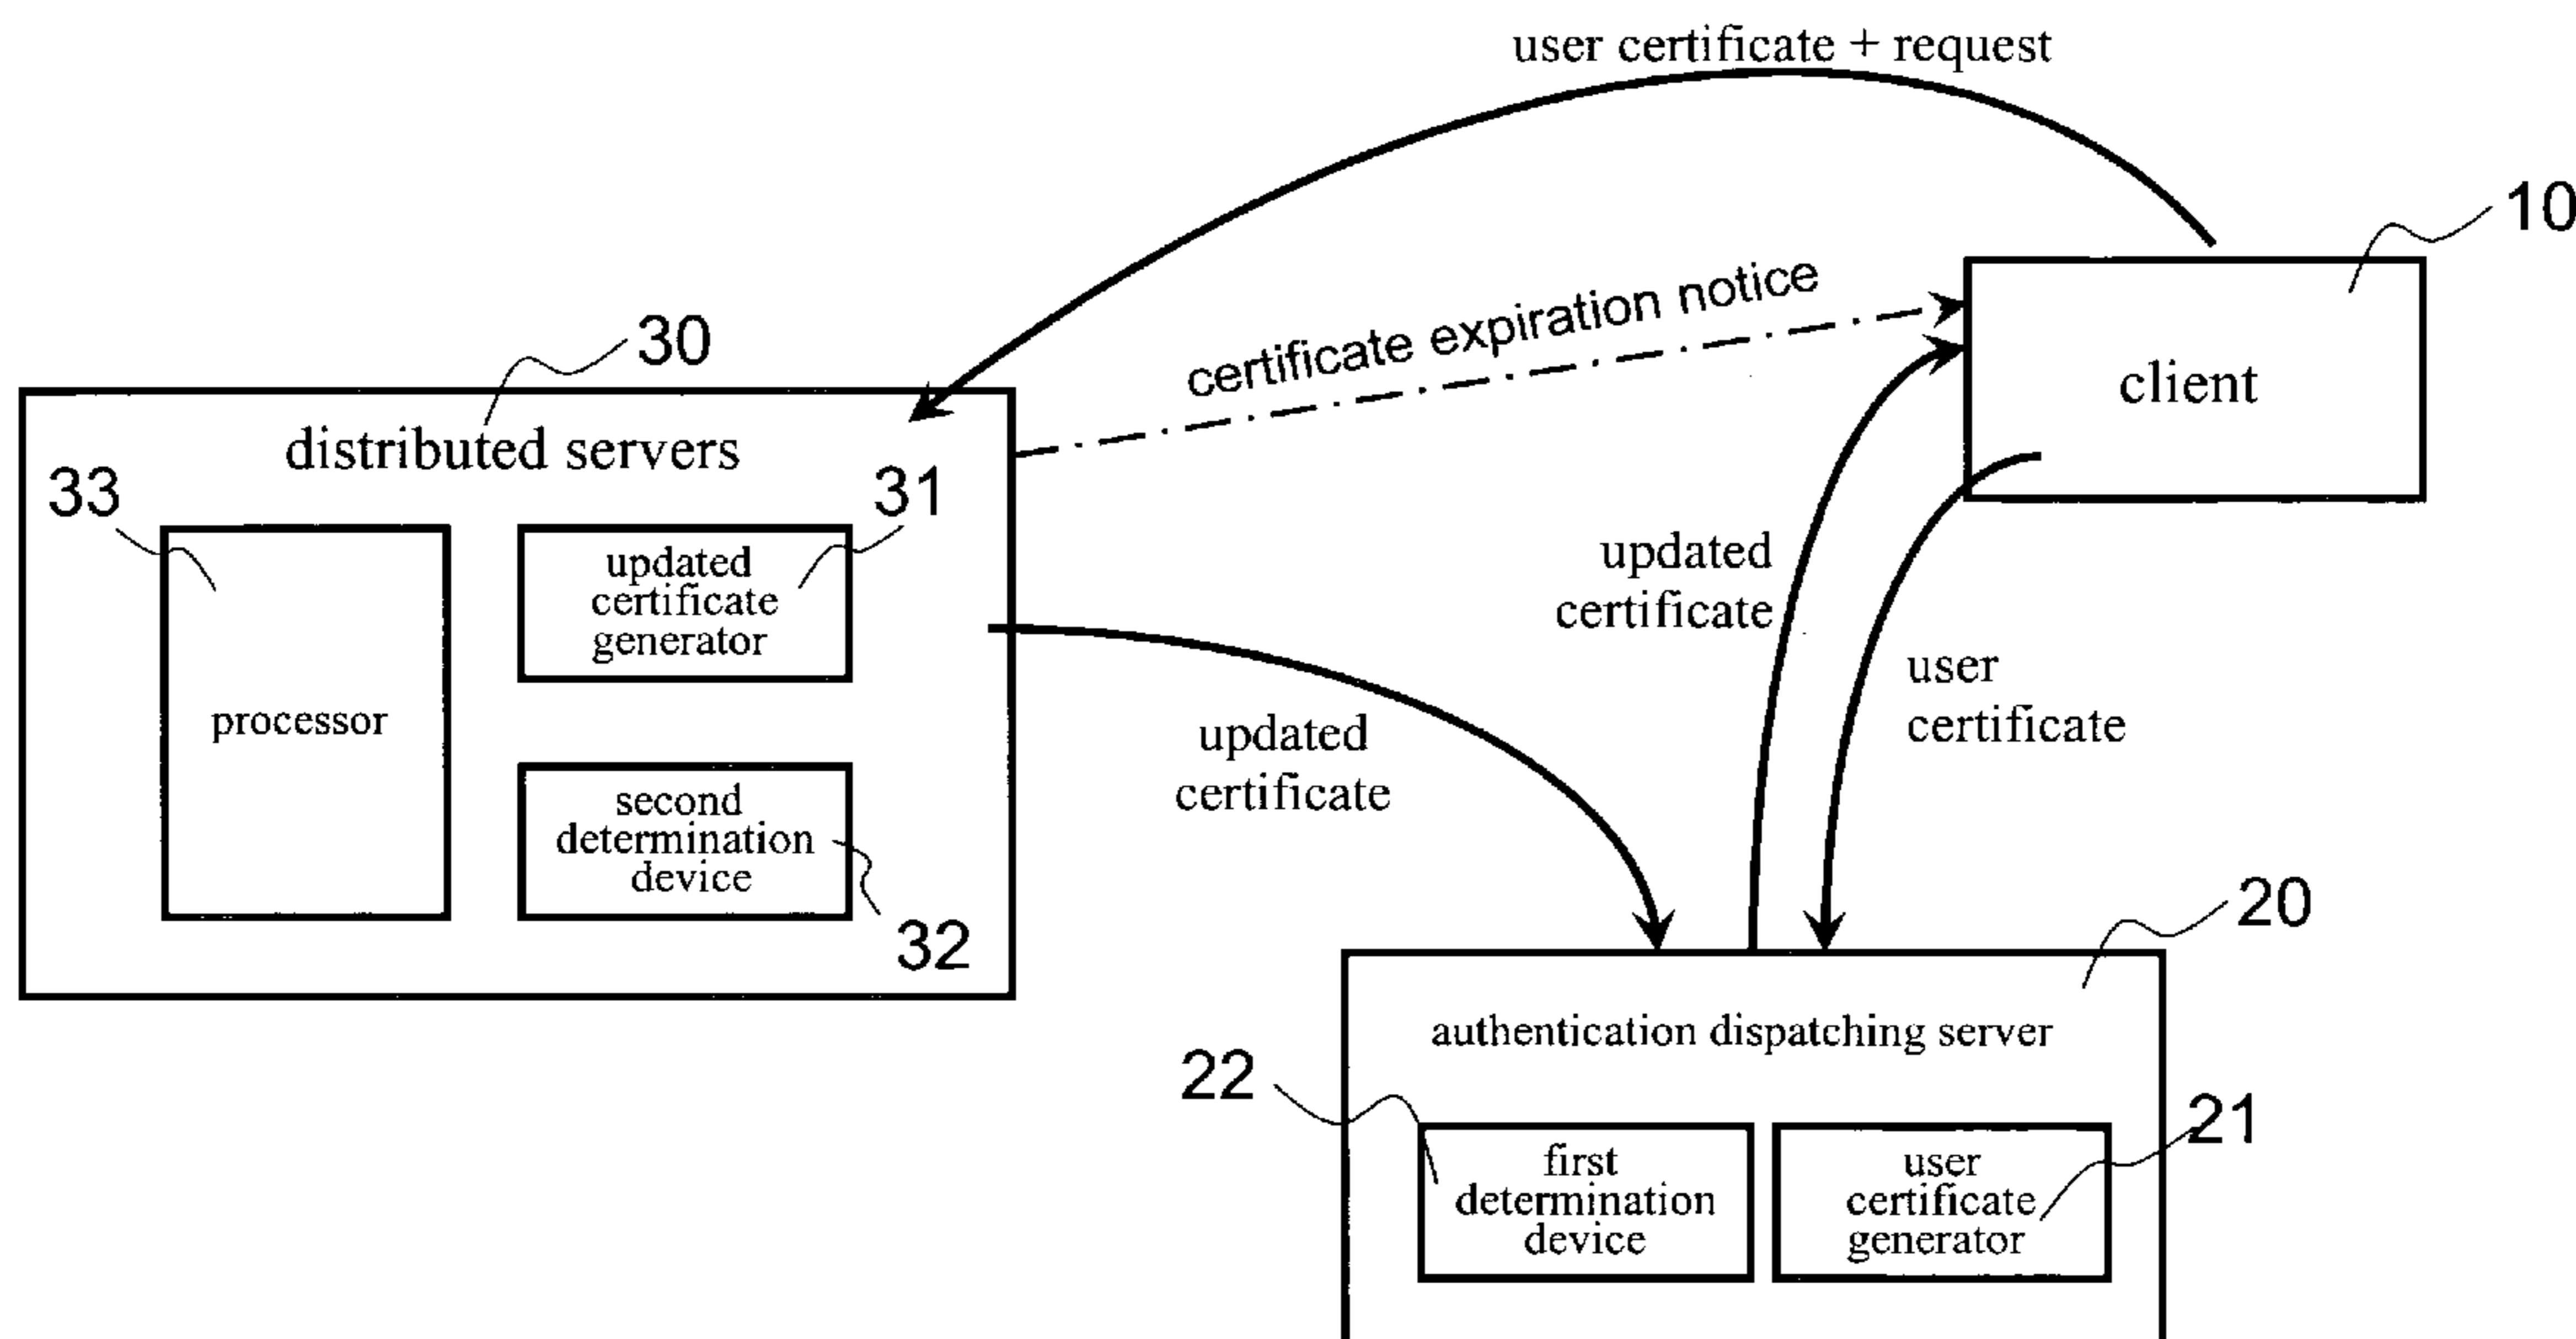 user certificate + request
10
certificate expiration notice
client
30
distributed servers
33
31
updated
certificate
generator
processor
second
determination
device
32
updated
certificate
user
certificate
updated
certificate
20
authentication dispatching server
22
21
first
determination
device
user
certificate
generator